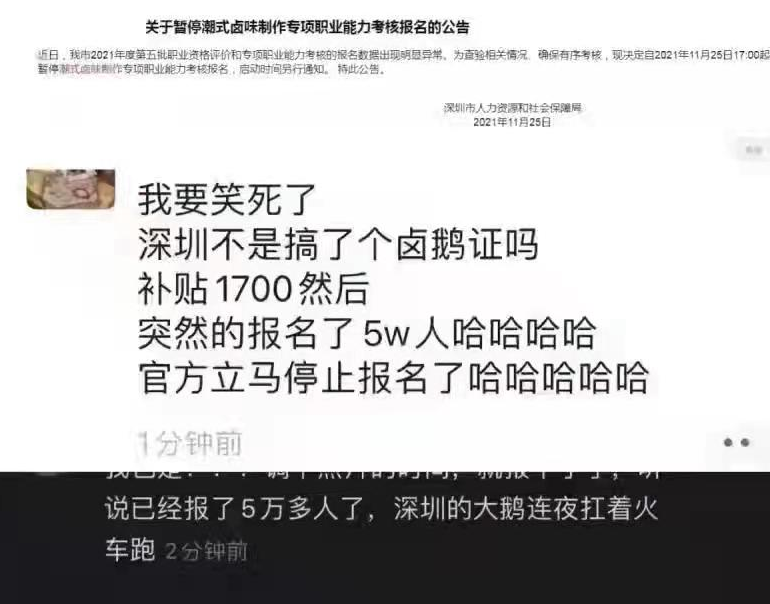 关于暂停潮式卤味制作专项职业能力考核报名的公告
近日，我市2021年度第五批职业资格评价和专项职业能力考核的报名数据出现明显异常。为查验相关情况，确保有序考核，现决定自2021年11月25日17:00起
暂停潮式卤味制作专项职业能力考核报名，启动时间另行通知。 特此公告。
深圳市人力资源和社会保障局
2021年11月25日
我要笑死了
深圳不是搞了个卤鹅证吗
补贴1700然后
突然的报名了5w人哈哈哈哈
官方立马停止报名了哈哈哈哈哈
1分钟前
说已经报了5万多人了，深圳的大鹅连夜扛着火
车跑 2分钟前